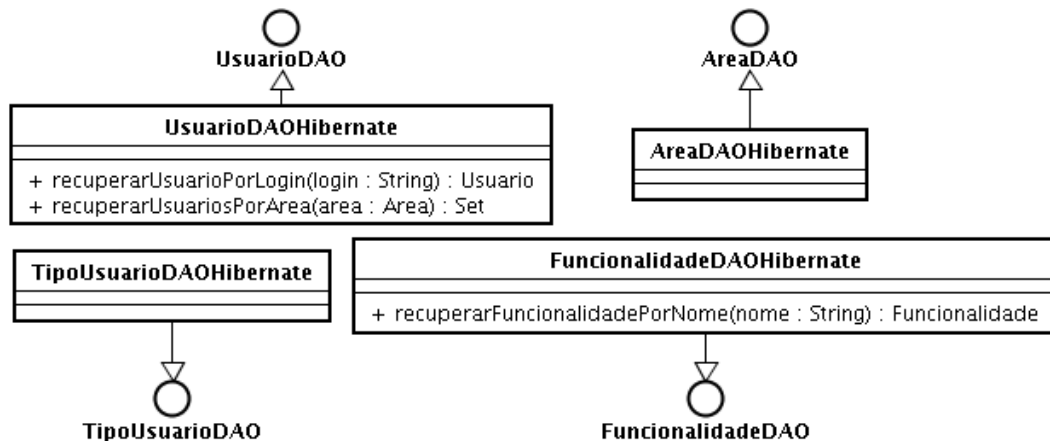 UsuarioDAO
AreaDAO
UsuarioDAOHibernate
+ recuperarUsuarioPorLogin(login : String) : Usuario
+ recuperarUsuariosPorArea(area : Area) : Set
AreaDAOHibernate
TipoUsuarioDAOHibernate
FuncionalidadeDAOHibernate
+ recuperarFuncionalidadePorNome(nome : String) : Funcionalidade
TipoUsuarioDAO
FuncionalidadeDAO